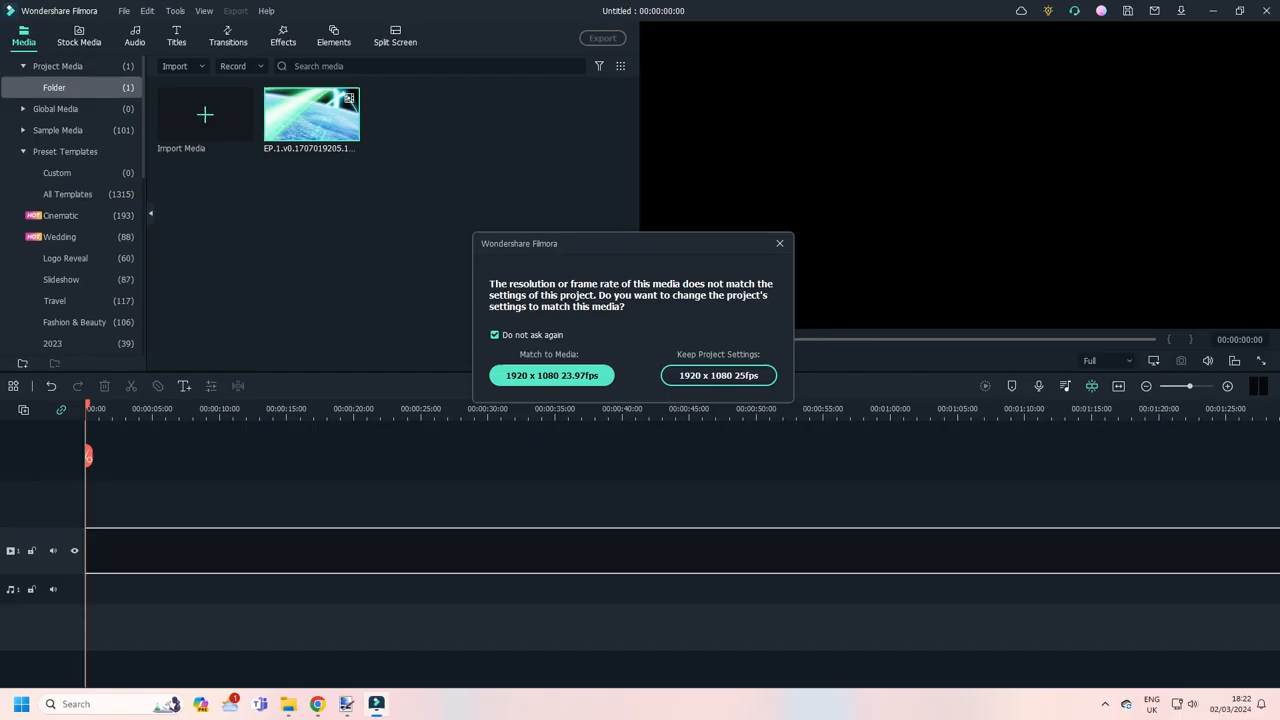 Wondershare Filmora File Edit Tools View Export Help Untitled : 00:00:00:00
Media Stock Media Audio Titles Transitions Effects Elements Split Screen Export
Project Media (1)
Folder (1)
Global Media (1)
Sample Media (101)
Preset Templates
Custom (0)
All Templates (1315)
HOT Cinematic (193)
HOT Wedding (88)
Logo Reveal (60)
Slideshow (87)
Travel (117)
Fashion & Beauty (106)
2023 (39)
Import Record Search media
Import Media EP.1.v0.1707019205.1...
Wondershare Filmora
The resolution or frame rate of this media does not match the
settings of this project. Do you want to change the project's
settings to match this media?
Do not ask again
Match to Media: Keep Project Settings:
1920 x 1080 23.97fps 1920 x 1080 25fps
{ } 00:00:00:00
Full
00:00 00:00:05:00 00:00:10:00 00:00:15:00 00:00:20:00 00:00:25:00 00:00:30:00 00:00:35:00 00:00:40:00 00:00:45:00 00:00:50:00 00:00:55:00 00:01:00:00 00:01:05:00 00:01:10:00 00:01:15:00 00:01:20:00 00:01:25:00
1
1
Search
1
ENG
UK
18:22
02/03/2024